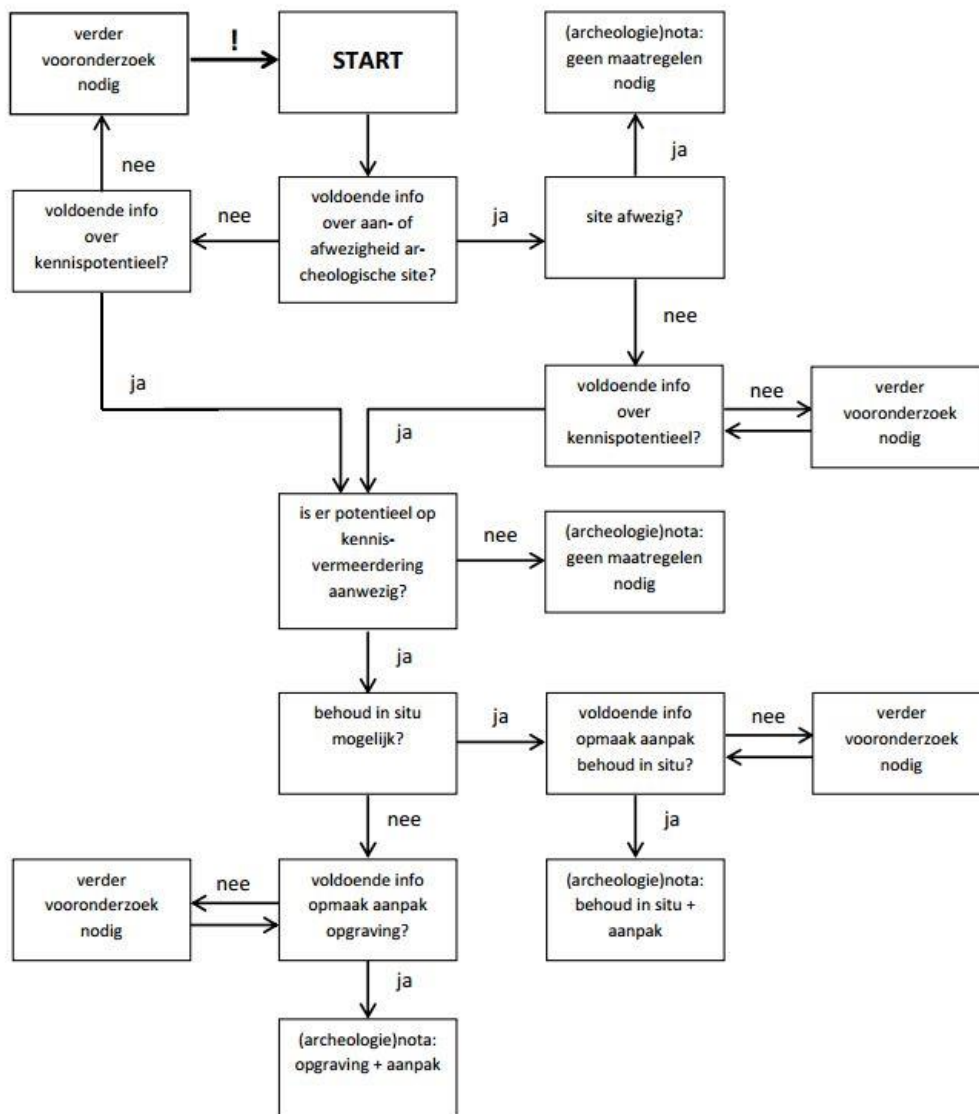 verder
vooronderzoek
nodig
!
START
(archeologie)nota:
geen maatregelen
nodig
nee
ja
voldoende info
over
kennispotentieel?
nee
voldoende info
over aan- of
afwezigheid ar-
cheologische site?
ja
site afwezig?
nee
ja
voldoende info
over
kennispotentieel?
nee
verder
vooronderzoek
nodig
ja
is er potentieel op
kennis-
vermeerdering
aanwezig?
nee
(archeologie)nota:
geen maatregelen
nodig
ja
behoud in situ
mogelijk?
ja
voldoende info
opmaak aanpak
behoud in situ?
nee
verder
vooronderzoek
nodig
nee
ja
verder
vooronderzoek
nodig
nee
voldoende info
opmaak aanpak
opgraving?
(archeologie)nota:
behoud in situ +
aanpak
ja
(archeologie)nota:
opgraving + aanpak